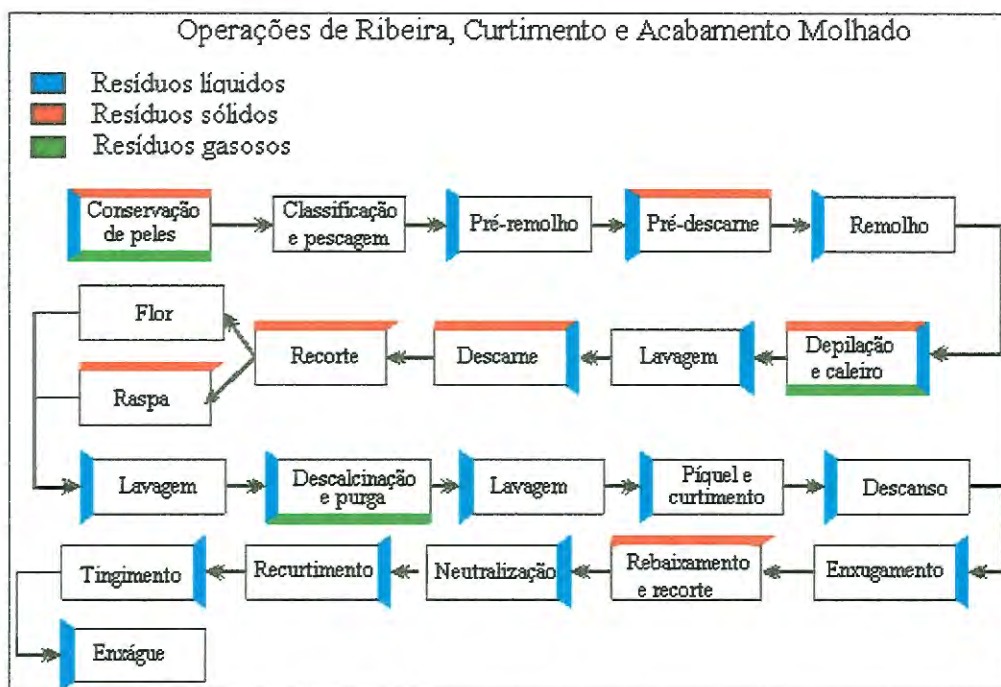 Operações de Ribeira, Curtimento e Acabamento Molhado
Resíduos líquidos
Resíduos sólidos
Resíduos gasosos
Conservação
de peles
Classificação
e pescagem
Pré-remolho
Pré-descarne
Remolho
Flor
Raspa
Recorte
Descarne
Lavagem
Depilação
e caleiro
Lavagem
Descalcinação
e purga
Lavagem
Píquel e
curtimento
Descanso
Tingimento
Recurtimento
Neutralização
Rebaixamento
e recorte
Enxugamento
Enxágue